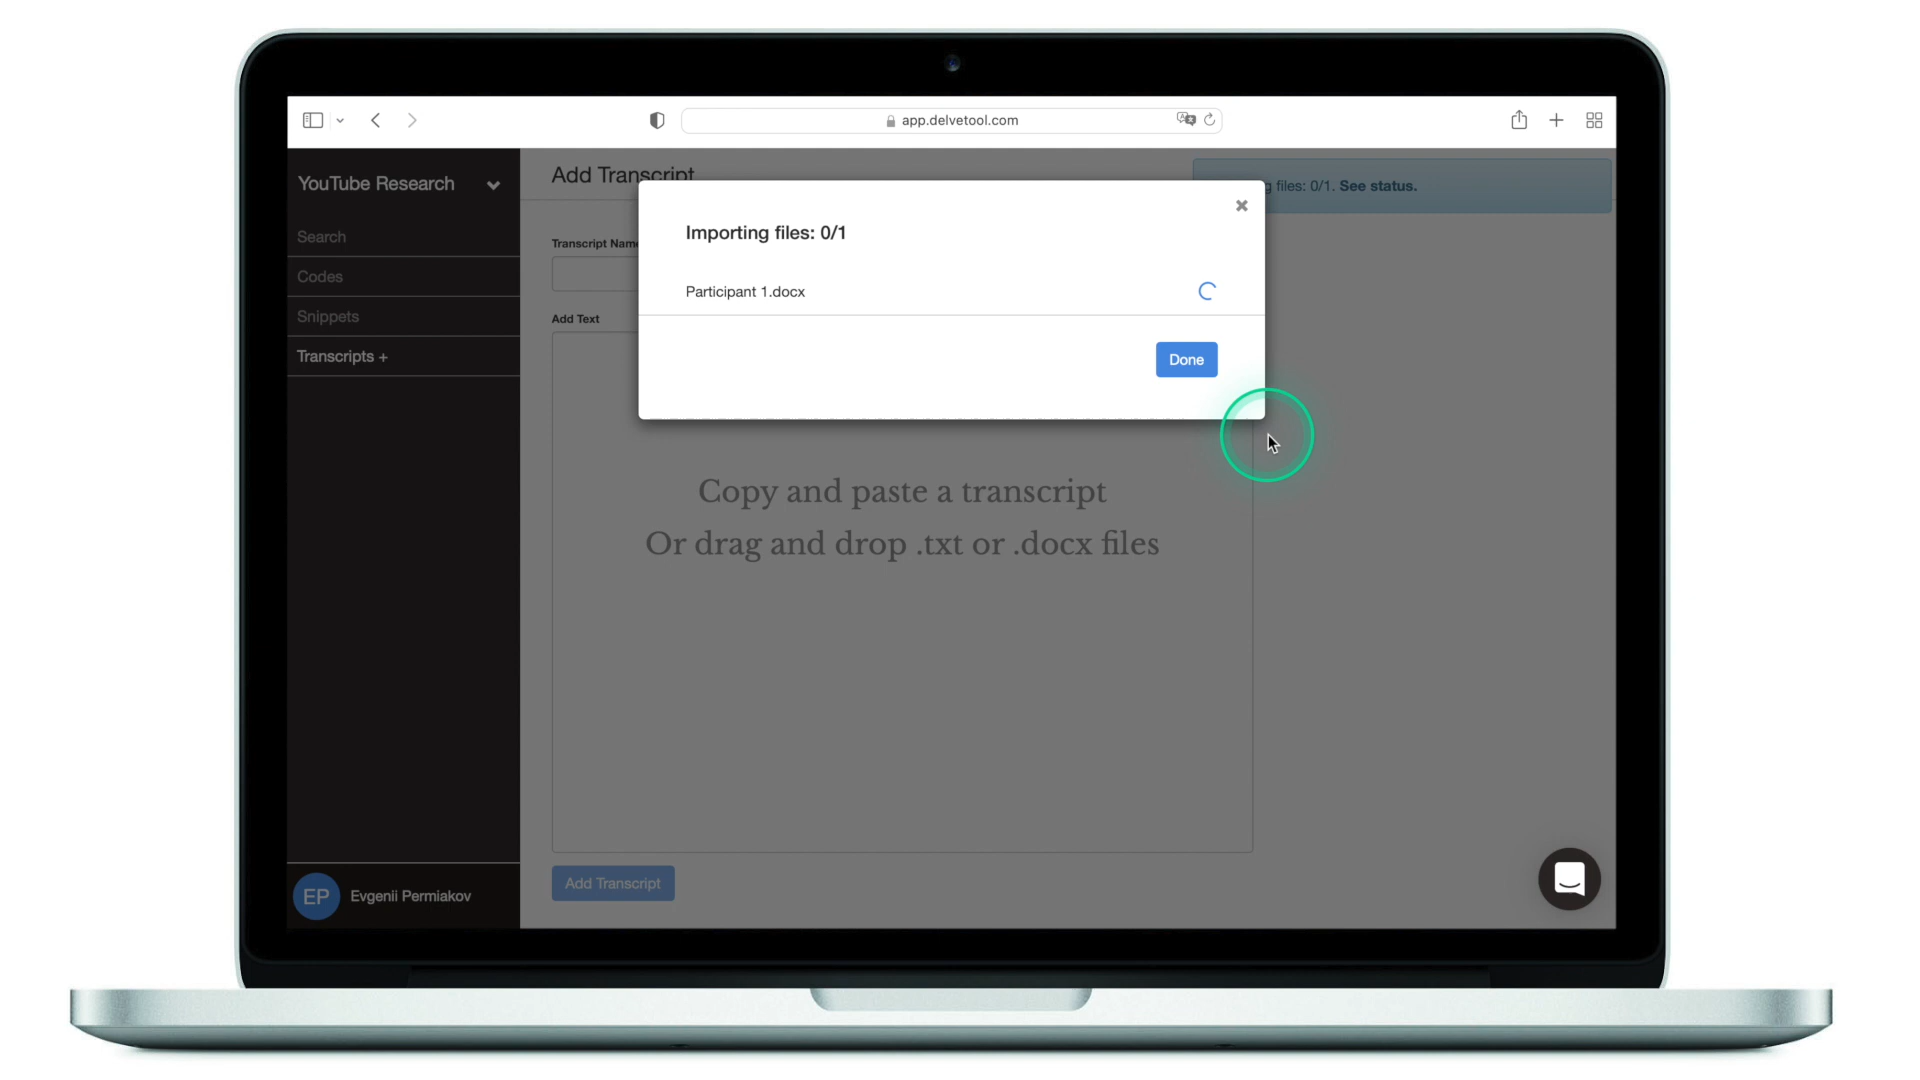 app.delvetool.com
YouTube Research
Add Transcript
files: 0/1. See status.
Search
Codes
Snippets
Transcripts +
Transcript Name
Importing files: 0/1
Participant 1.docx
Add Text
Done
Copy and paste a transcript
Or drag and drop .txt or .docx files
Add Transcript
EP
Evgenii Permiakov